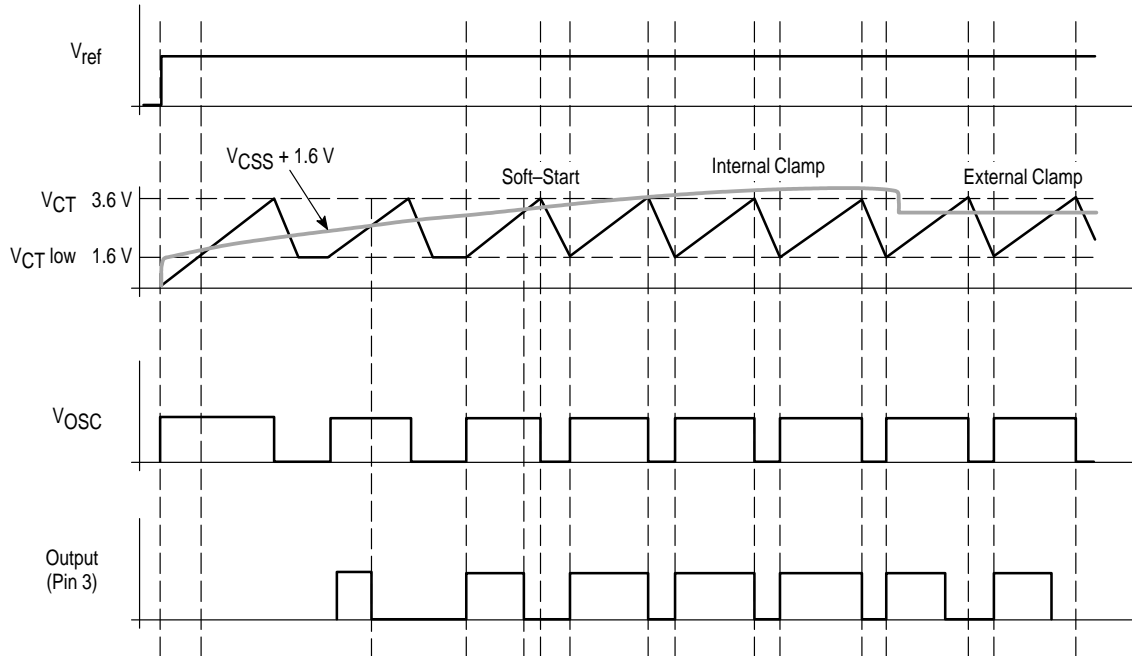 Vref
VCSS + 1.6 V
Soft–Start
Internal Clamp
External Clamp
VCT 3.6 V
VCT low 1.6 V
VOSC
Output
(Pin 3)